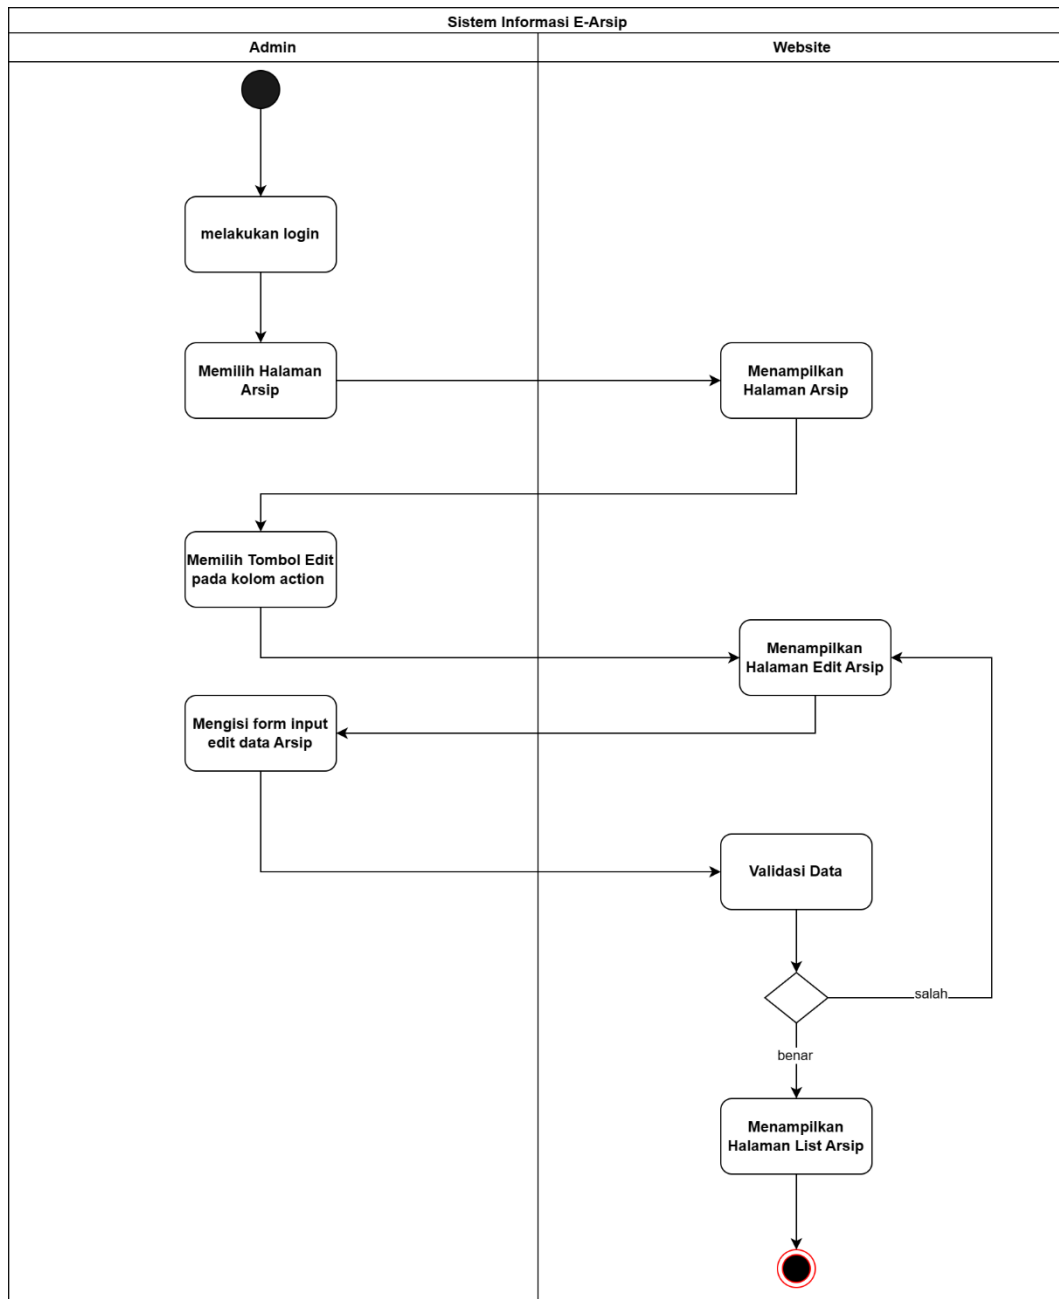 Sistem Informasi E-Arsip
Admin
Website
melakukan login
Memilih Halaman
Arsip
Menampilkan
Halaman Arsip
Memilih Tombol Edit
pada kolom action
Menampilkan
Halaman Edit Arsip
Mengisi form input
edit data Arsip
Validasi Data
salah
benar
Menampilkan
Halaman List Arsip